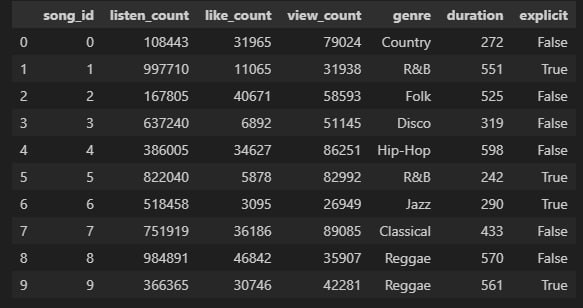 song_id listen_count like_count view_count genre duration explicit
0 0 108443 31965 79024 Country 272 False
1 1 997710 11065 31938 R&B 551 True
2 2 167805 40671 58593 Folk 525 False
3 3 637240 6892 51145 Disco 319 False
4 4 386005 34627 86251 Hip-Hop 598 False
5 5 822040 5878 82992 R&B 242 True
6 6 518458 3095 26949 Jazz 290 True
7 7 751919 36186 89085 Classical 433 False
8 8 984891 46842 35907 Reggae 570 False
9 9 366365 30746 42281 Reggae 561 True